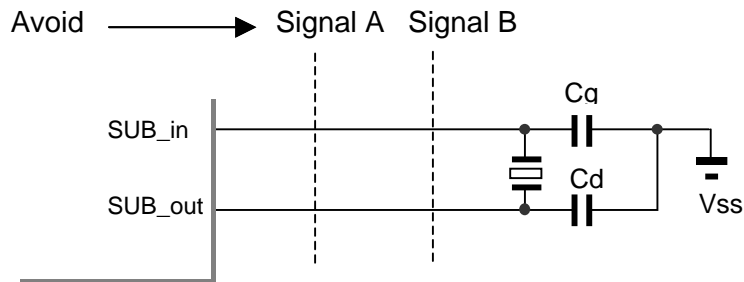 Avoid Signal A Signal B
Cg
SUB_in
Cd
SUB_out
Vss